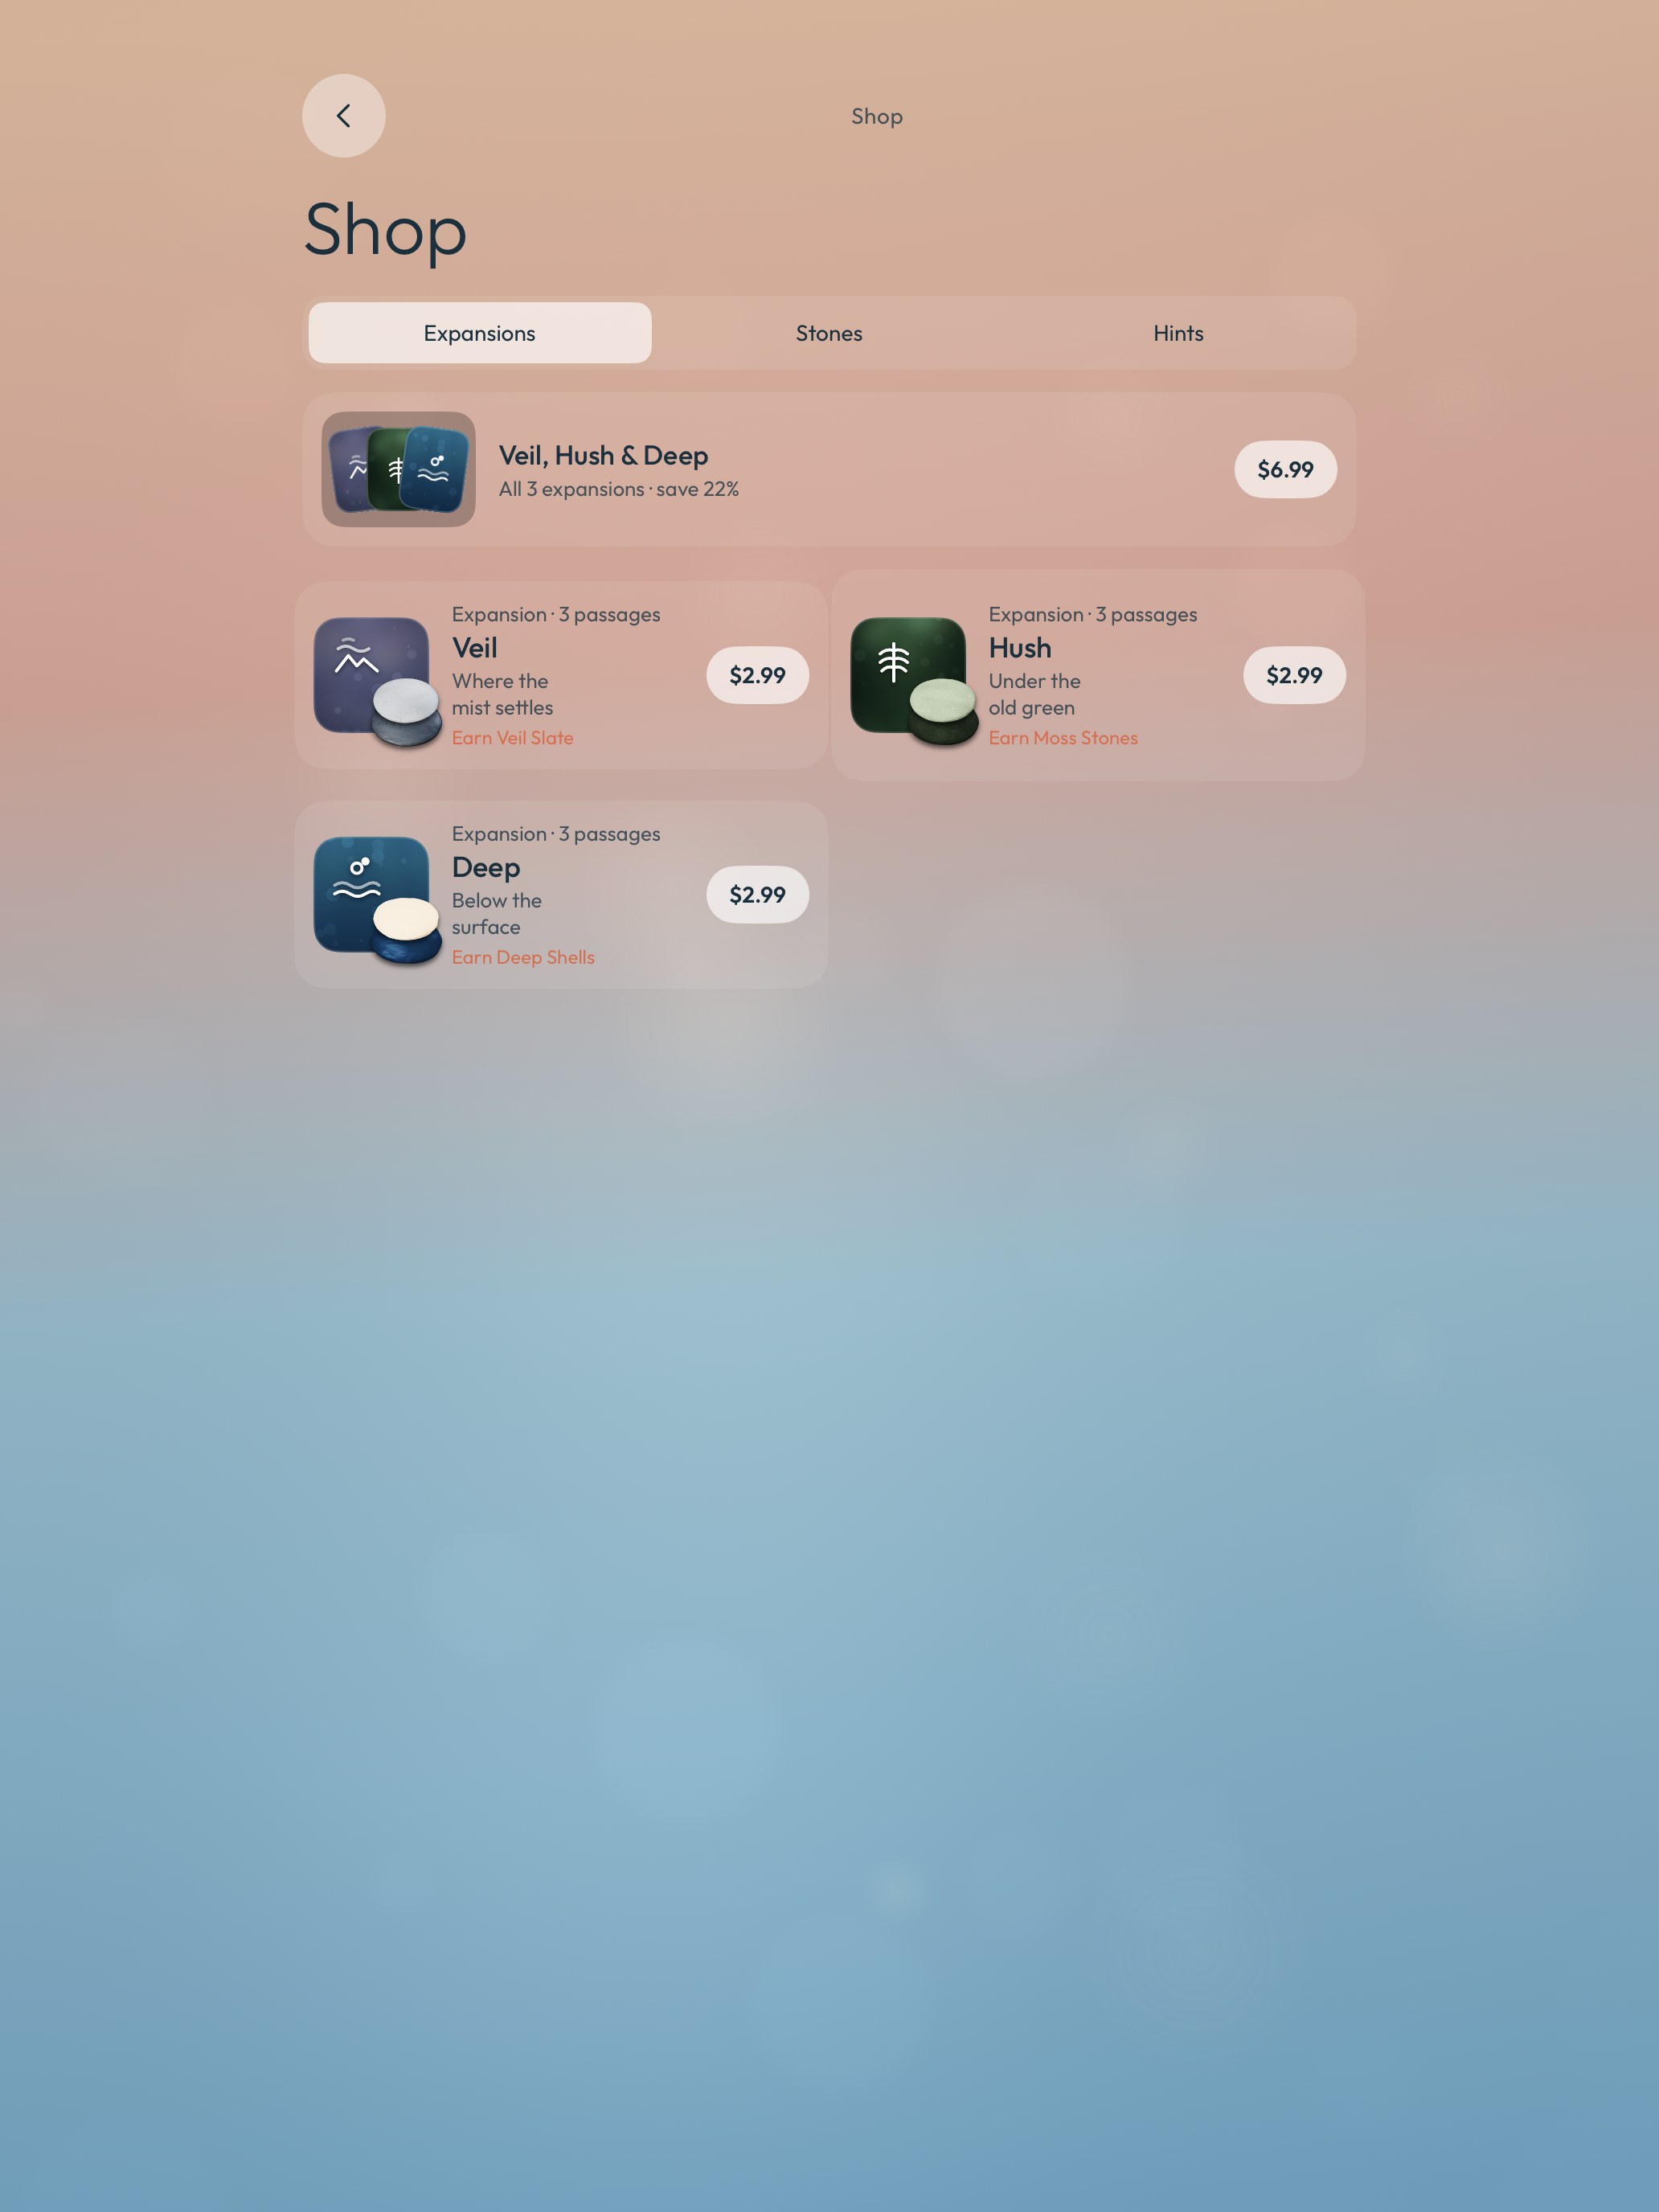 Shop
Shop
Expansions
Stones
Hints
Veil, Hush & Deep
All 3 expansions · save 22%
$6.99
Expansion · 3 passages
Veil
Where the
mist settles
Earn Veil Slate
$2.99
Expansion · 3 passages
Hush
Under the
old green
Earn Moss Stones
$2.99
Expansion · 3 passages
Deep
Below the
surface
Earn Deep Shells
$2.99